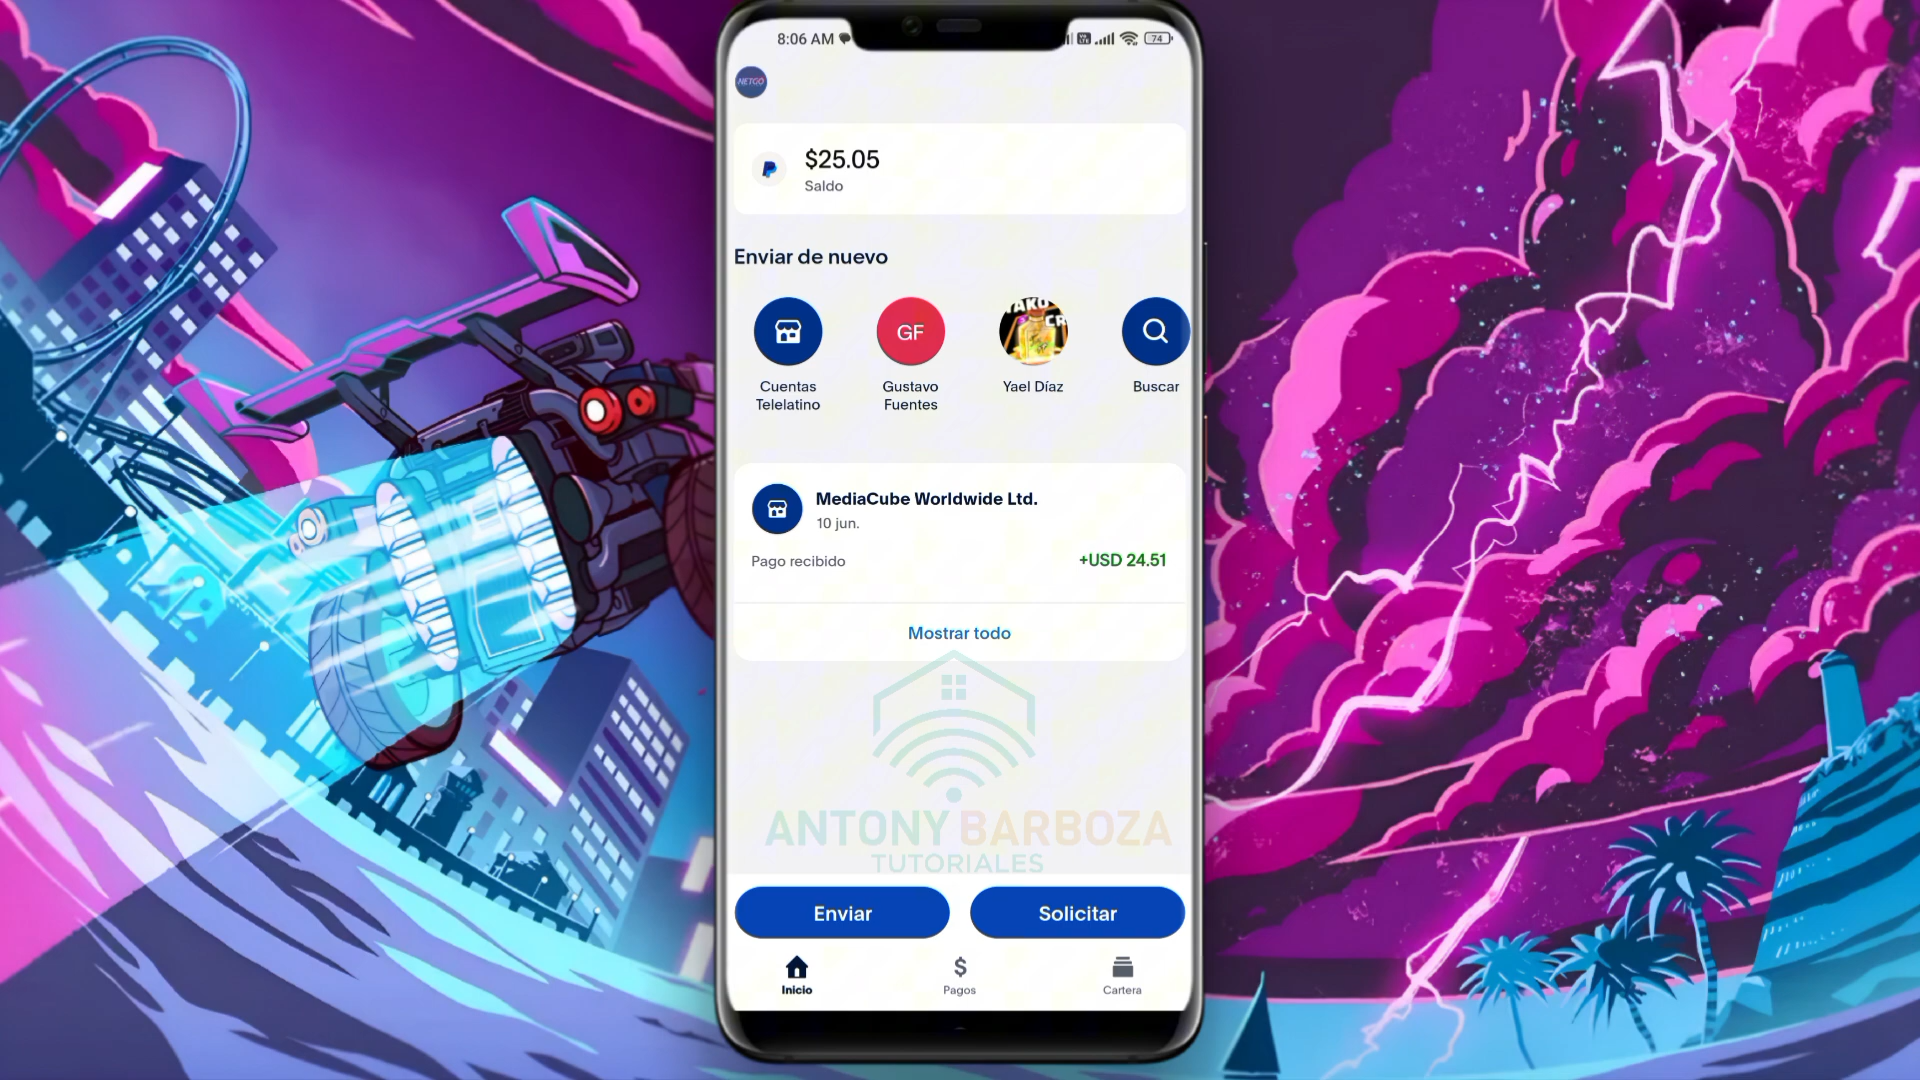 8:06 AM
74
NETGO
$25.05
Saldo
Enviar de nuevo
GF
Cuentas
Telelatino
Gustavo
Fuentes
Yael Díaz
Buscar
MediaCube Worldwide Ltd.
10 jun.
Pago recibido
+USD 24.51
Mostrar todo
ANTONY BARBOZA
TUTORIALES
Enviar
Solicitar
Inicio
Pagos
Cartera